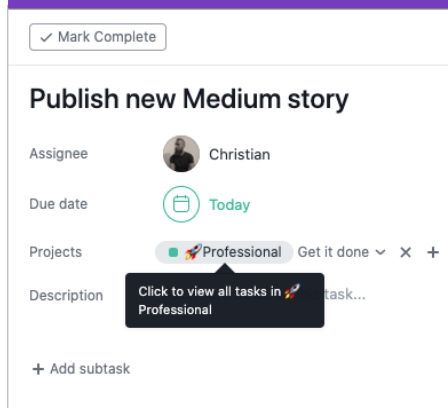 ✓ Mark Complete
Publish new Medium story
Assignee
Christian
Due date
Today
Projects
🚀Professional Get it done
Click to view all tasks in 🚀
Professional
Description
task...
+ Add subtask